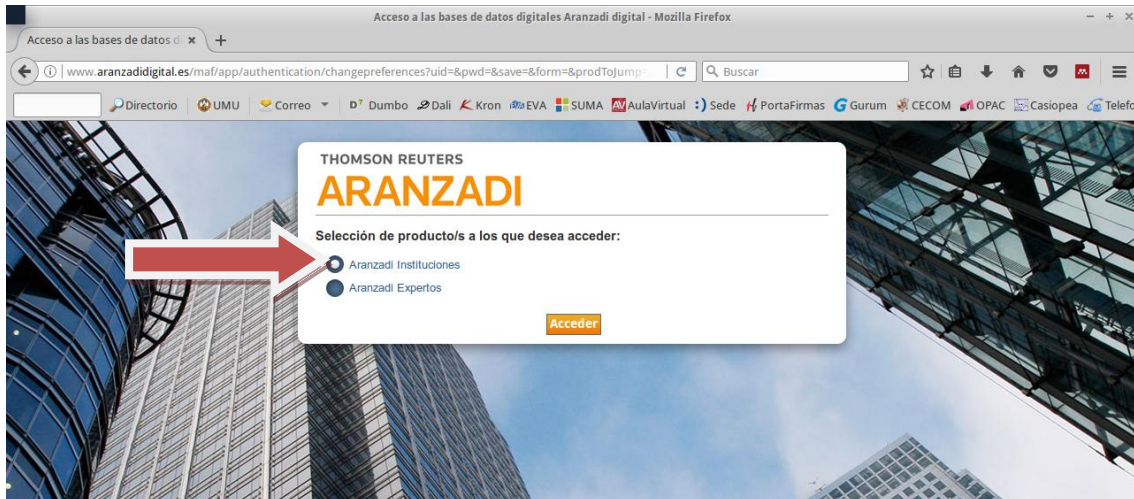 Acceso a las bases de datos digitales Aranzadi digital - Mozilla Firefox
Acceso a las bases de datos di
www.aranzadidigital.es/maf/app/authentication/changepreferences?uid=&pwd=&save=&form=&prodToJump=
Buscar
Directorio UMU Correo Dumbo Dali Kron EVA SUMA AulaVirtual Sede PortaFirmas Gurum CECOM OPAC Casiopea Telefo
THOMSON REUTERS
ARANZADI
Selección de producto/s a los que desea acceder:
Aranzadi Instituciones
Aranzadi Expertos
Acceder